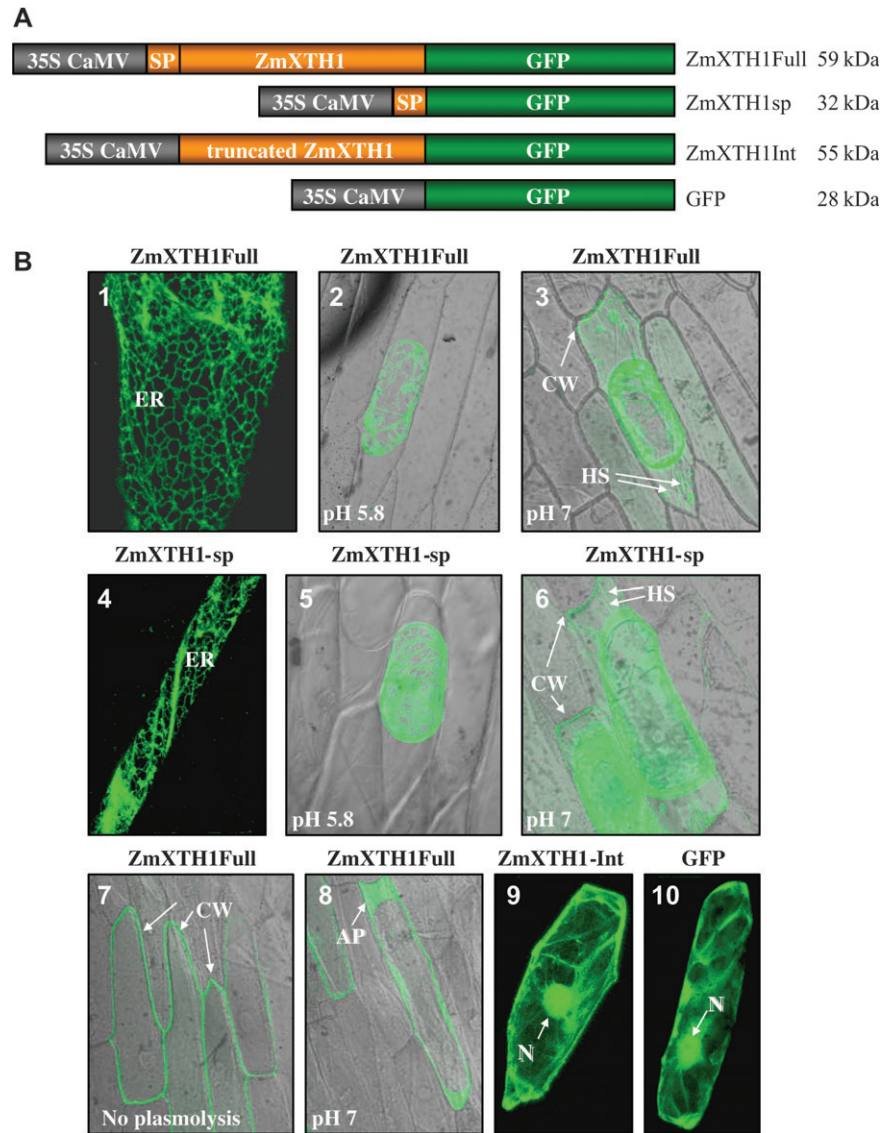 A
35S CaMV SP ZmXTH1 GFP ZmXTH1Full 59 kDa
35S CaMV SP GFP ZmXTH1sp 32 kDa
35S CaMV truncated ZmXTH1 GFP ZmXTH1Int 55 kDa
35S CaMV GFP GFP 28 kDa
B
ZmXTH1Full ZmXTH1Full ZmXTH1Full
1 2 3
CW
ER
HS
pH 5.8 pH 7
ZmXTH1-sp ZmXTH1-sp ZmXTH1-sp
4 5 6
HS
ER
CW
pH 5.8 pH 7
ZmXTH1Full ZmXTH1Full ZmXTH1-Int GFP
7 8 9 10
CW
AP
N
N
No plasmolysis pH 7